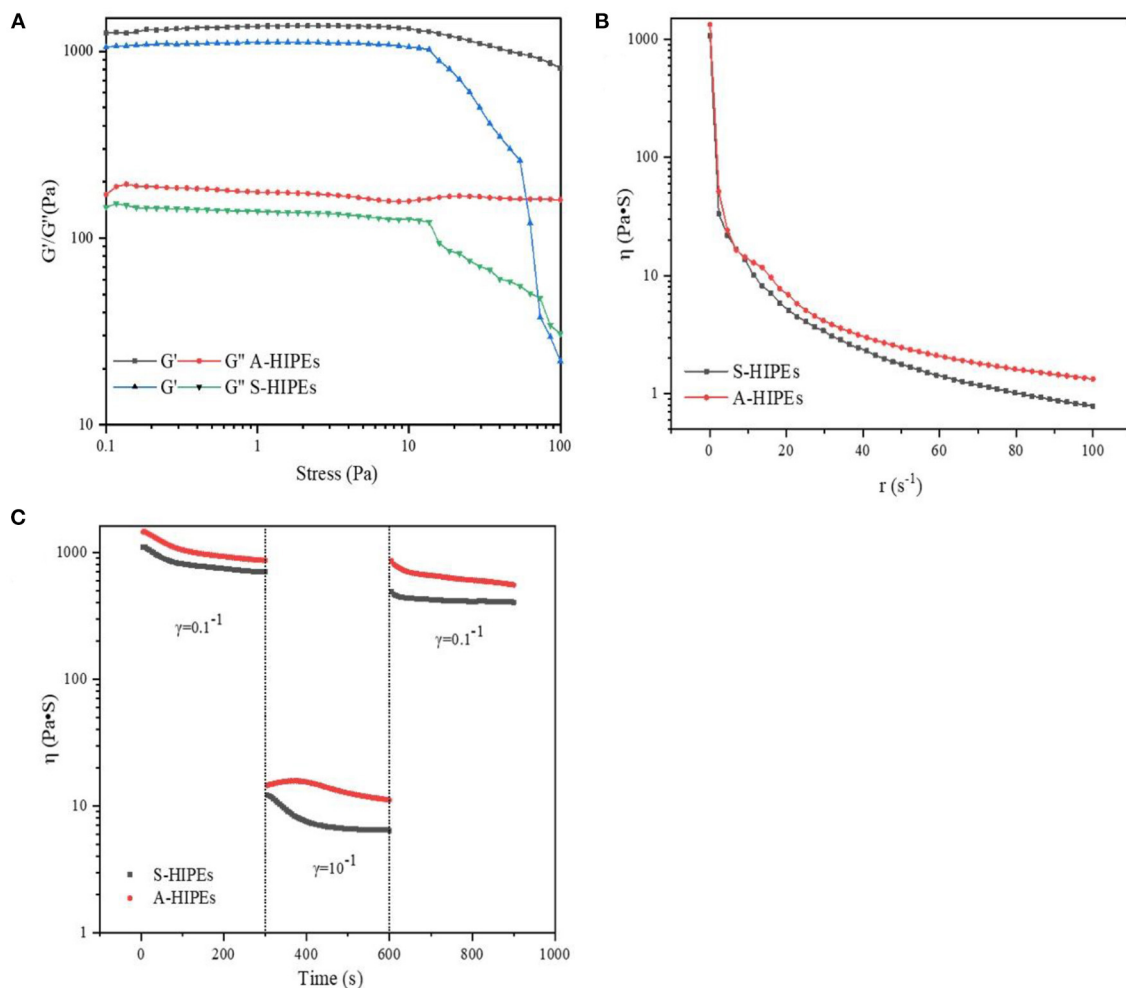 A
1000
100
10
G'/G"(Pa)
0.1 1 10 100
Stress (Pa)
G' G" A-HIPEs
G' G" S-HIPEs
B
1000
100
10
1
η (Pa•S)
0 20 40 60 80 100
r (s⁻¹)
S-HIPEs
A-HIPEs
C
1000
100
10
1
η (Pa•S)
γ=0.1⁻¹
γ=10⁻¹
γ=0.1⁻¹
S-HIPEs
A-HIPEs
0 200 400 600 800 1000
Time (s)